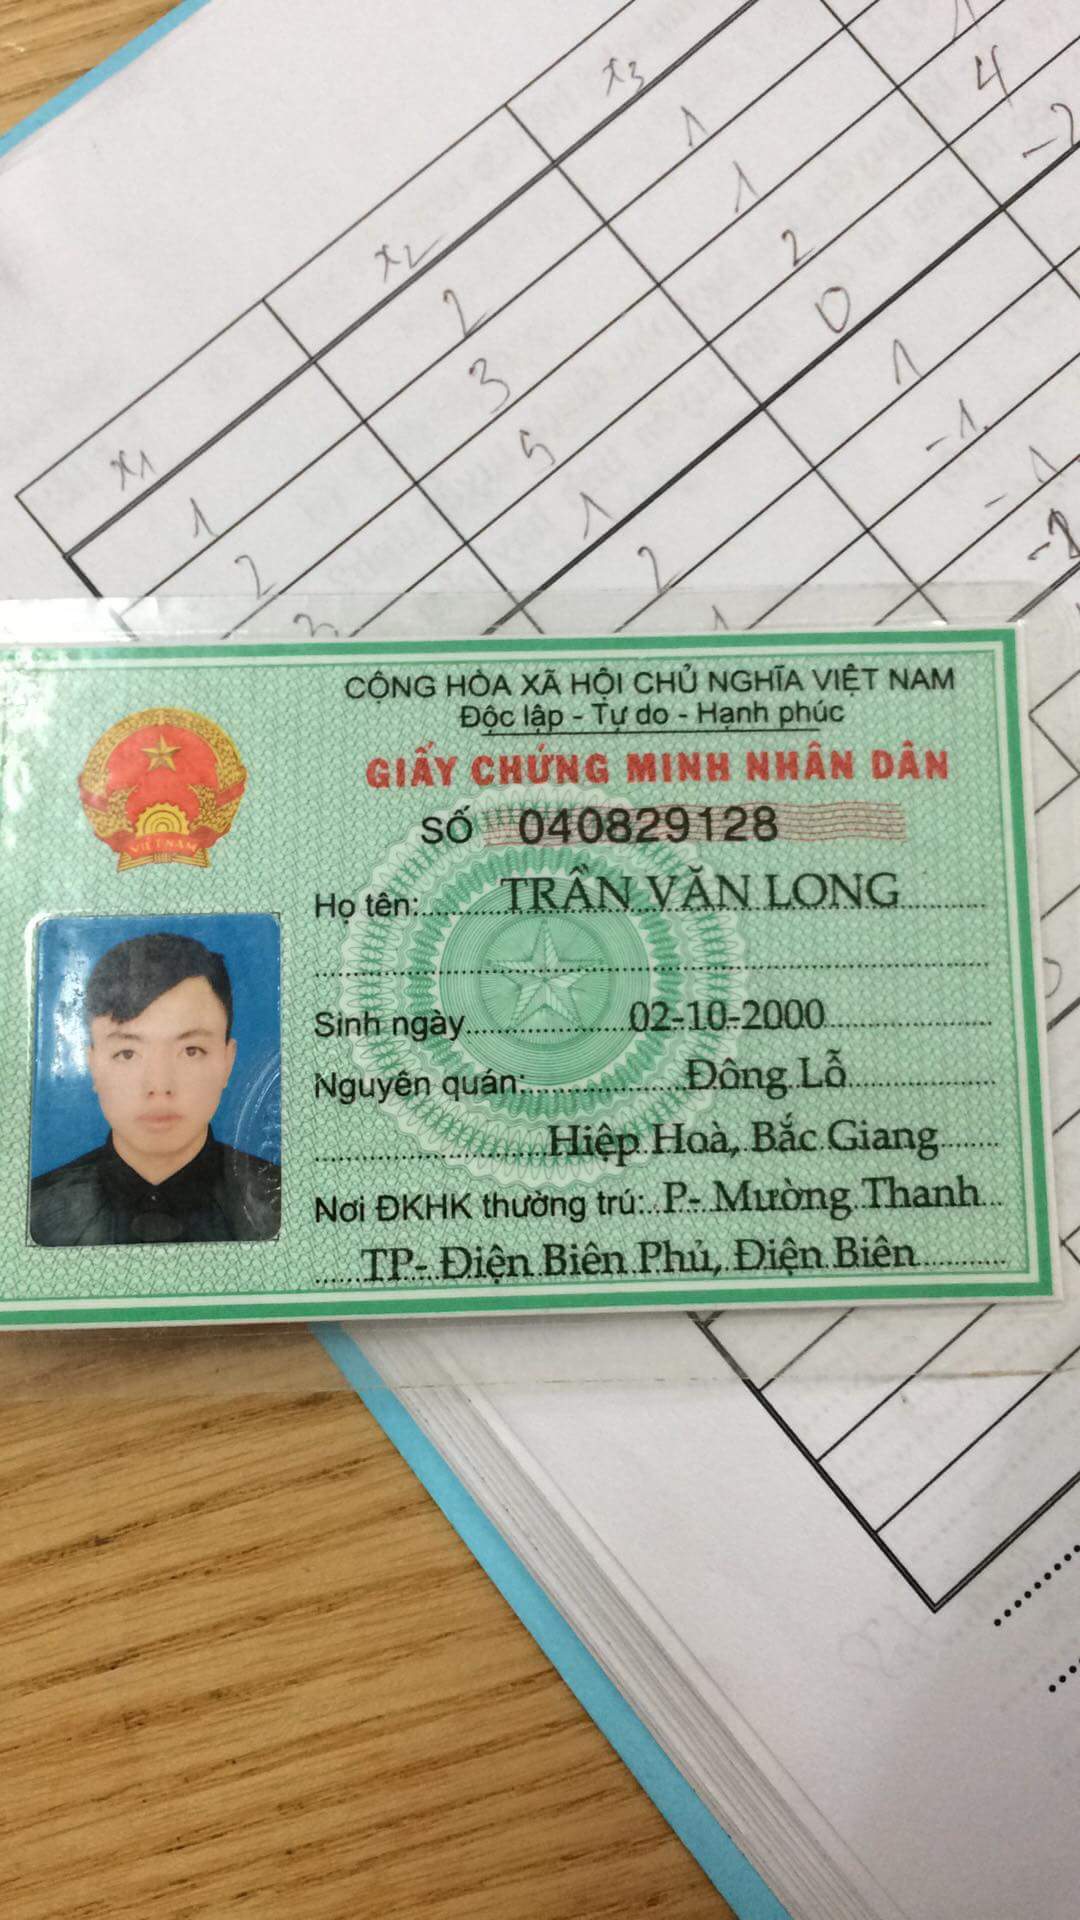 x1 x2 x3
1 2 1 1
2 3 1 4
3 5 2 -2
1 0
2 1
1 -1
-1
-2
CỘNG HÒA XÃ HỘI CHỦ NGHĨA VIỆT NAM
Độc lập - Tự do - Hạnh phúc
GIẤY CHỨNG MINH NHÂN DÂN
SỐ 040829128
VIỆT NAM
Họ tên: TRẦN VĂN LONG
Sinh ngày 02-10-2000
Nguyên quán: Đông Lỗ
Hiệp Hoà, Bắc Giang
Nơi ĐKHK thường trú: P- Mường Thanh
TP- Điện Biên Phủ, Điện Biên